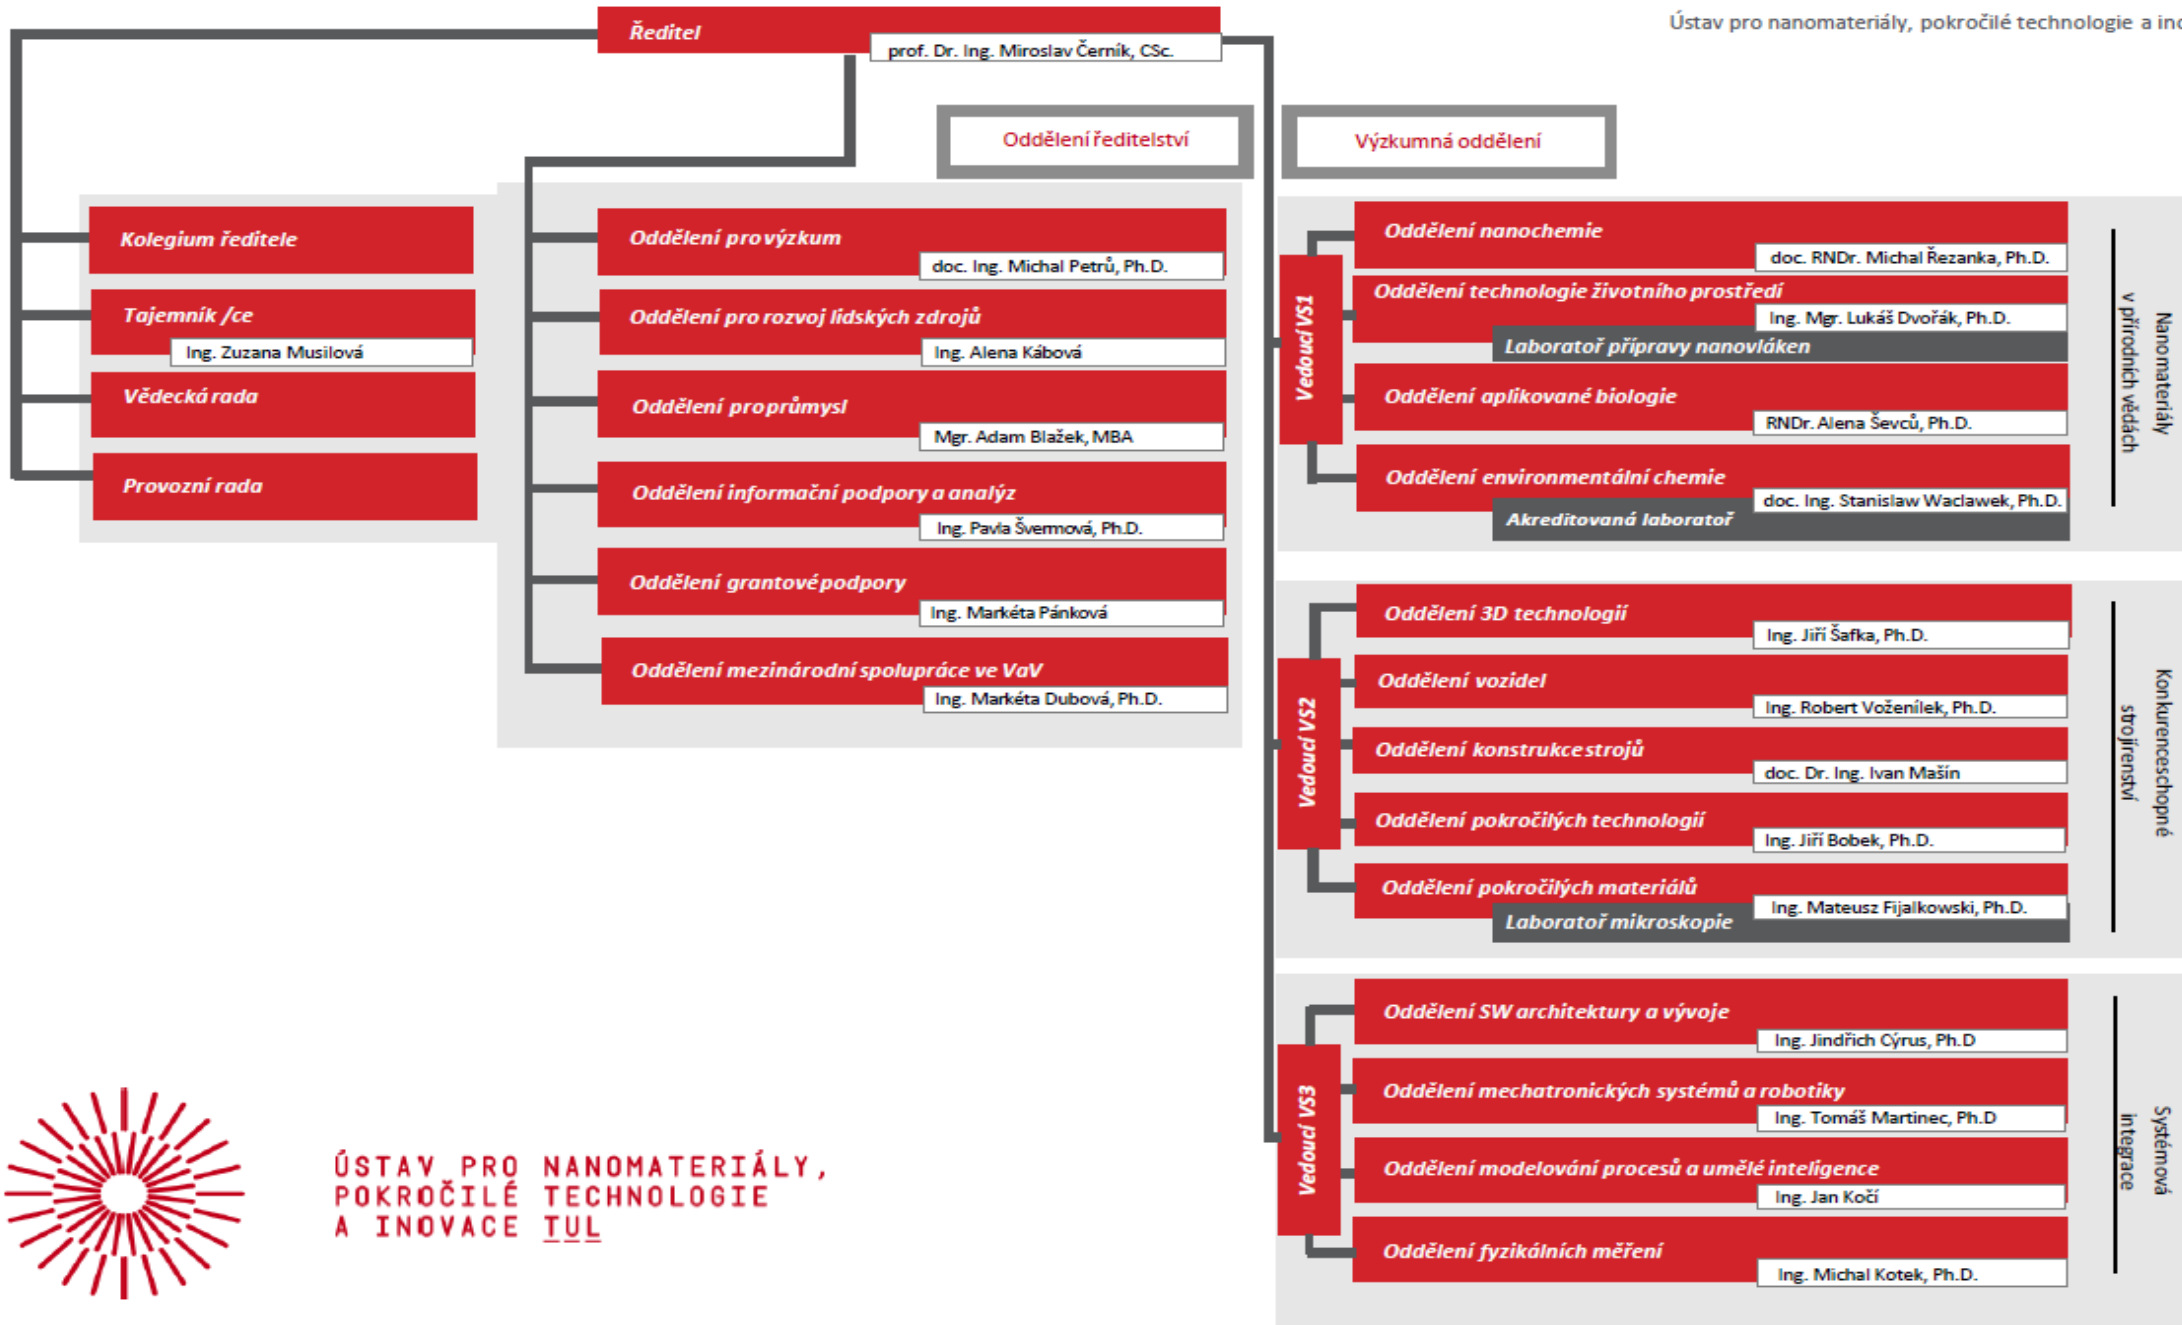 Ústav pro nanomateriály, pokročilé technologie a
Ředitel
prof. Dr. Ing. Miroslav Černík, CSc.
Oddělení ředitelství
Výzkumná oddělení
Kolegium ředitele
Tajemník /ce
Ing. Zuzana Musilová
Vědecká rada
Provozní rada
Oddělení pro výzkum
doc. Ing. Michal Petrů, Ph.D.
Oddělení pro rozvoj lidských zdrojů
Ing. Alena Kábová
Oddělení pro průmysl
Mgr. Adam Blažek, MBA
Oddělení informační podpory a analýz
Ing. Pavla Švermová, Ph.D.
Oddělení grantové podpory
Ing. Markéta Pánková
Oddělení mezinárodní spolupráce ve VaV
Ing. Markéta Dubová, Ph.D.
Vedoucí VS1
Oddělení nanochemie
doc. RNDr. Michal Řezanka, Ph.D.
Oddělení technologie životního prostředí
Ing. Mgr. Lukáš Dvořák, Ph.D.
Laboratoř přípravy nanovláken
Oddělení aplikované biologie
RNDr. Alena Ševců, Ph.D.
Oddělení environmentální chemie
doc. Ing. Stanislaw Waclawek, Ph.D.
Akreditovaná laboratoř
Nanomateriály
v přírodních vědách
Vedoucí VS2
Oddělení 3D technologií
Ing. Jiří Šafka, Ph.D.
Oddělení vozidel
Ing. Robert Voženílek, Ph.D.
Oddělení konstrukce strojů
doc. Dr. Ing. Ivan Mašín
Oddělení pokročilých technologií
Ing. Jiří Bobek, Ph.D.
Oddělení pokročilých materiálů
Ing. Mateusz Fijalkowski, Ph.D.
Laboratoř mikroskopie
Konkurenceschopné
strojírenství
Vedoucí VS3
Oddělení SW architektury a vývoje
Ing. Jindřich Cýrus, Ph.D
Oddělení mechatronických systémů a robotiky
Ing. Tomáš Martinec, Ph.D
Oddělení modelování procesů a umělé inteligence
Ing. Jan Kočí
Oddělení fyzikálních měření
Ing. Michal Kotek, Ph.D.
Systémová
integrace
ÚSTAV PRO NANOMATERIÁLY,
POKROČILÉ TECHNOLOGIE
A INOVACE TUL